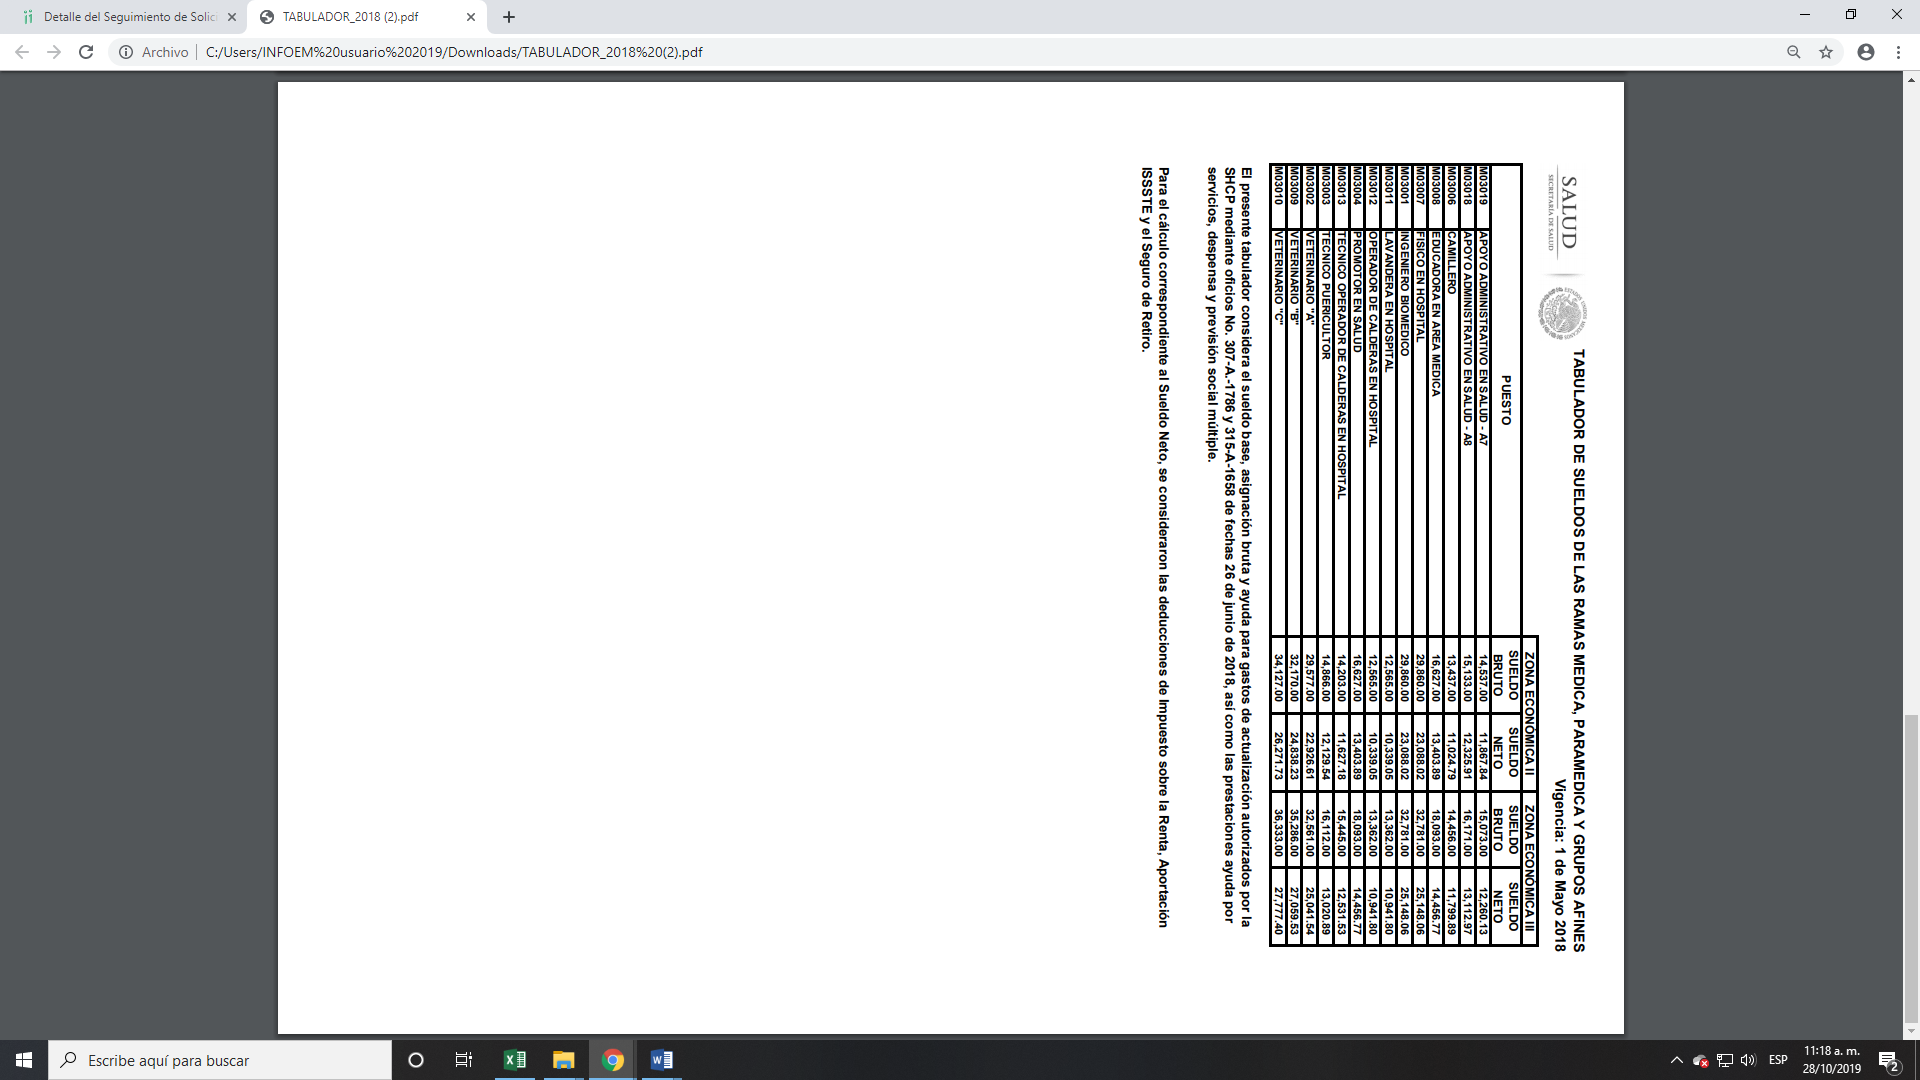 Detalle del Seguimiento de Solici
TABULADOR_2018 (2).pdf
Archivo
C:/Users/INFOEM%20usuario%202019/Downloads/TABULADOR_2018%20(2).pdf
SALUD
SECRETARÍA DE SALUD
ESTADOS UNIDOS MEXICANOS
TABULADOR DE SUELDOS DE LAS RAMAS MEDICA, PARAMEDICA Y GRUPOS AFINES
Vigencia: 1 de Mayo 2018
ZONA ECONÓMICA II ZONA ECONÓMICA III
PUESTO SUELDO BRUTO SUELDO NETO SUELDO BRUTO SUELDO NETO
M03019 APOYO ADMINISTRATIVO EN SALUD - A7 14,537.00 11,867.84 15,073.00 12,260.13
M03018 APOYO ADMINISTRATIVO EN SALUD - A8 15,133.00 12,325.91 16,171.00 13,112.97
M03006 CAMILLERO 13,437.00 11,024.79 14,456.00 11,799.89
M03008 EDUCADORA EN AREA MEDICA 16,627.00 13,403.89 18,093.00 14,456.77
M03007 FISICO EN HOSPITAL 29,860.00 23,088.02 32,781.00 25,148.06
M03001 INGENIERO BIOMEDICO 29,860.00 23,088.02 32,781.00 25,148.06
M03011 LAVANDERA EN HOSPITAL 12,565.00 10,339.05 13,362.00 10,941.80
M03012 OPERADOR DE CALDERAS EN HOSPITAL 12,565.00 10,339.05 13,362.00 10,941.80
M03004 PROMOTOR EN SALUD 16,627.00 13,403.89 18,093.00 14,456.77
M03013 TECNICO OPERADOR DE CALDERAS EN HOSPITAL 14,203.00 11,627.18 15,445.00 12,531.53
M03003 TECNICO PUERICULTOR 14,866.00 12,129.54 16,112.00 13,020.89
M03002 VETERINARIO "A" 29,577.00 22,926.61 32,561.00 25,041.54
M03009 VETERINARIO "B" 32,170.00 24,838.23 35,286.00 27,059.53
M03010 VETERINARIO "C" 34,127.00 26,271.73 36,333.00 27,777.40
El presente tabulador considera el sueldo base, asignación bruta y ayuda para gastos de actualización autorizados por la
SHCP mediante oficios No. 307-A.-1786 y 315-A-1658 de fechas 26 de junio de 2018, así como las prestaciones ayuda por
servicios, despensa y previsión social múltiple.
Para el cálculo correspondiente al Sueldo Neto, se consideraron las deducciones de Impuesto sobre la Renta, Aportación
ISSSTE y el Seguro de Retiro.
Escribe aquí para buscar
ESP
11:18 a. m.
28/10/2019
2